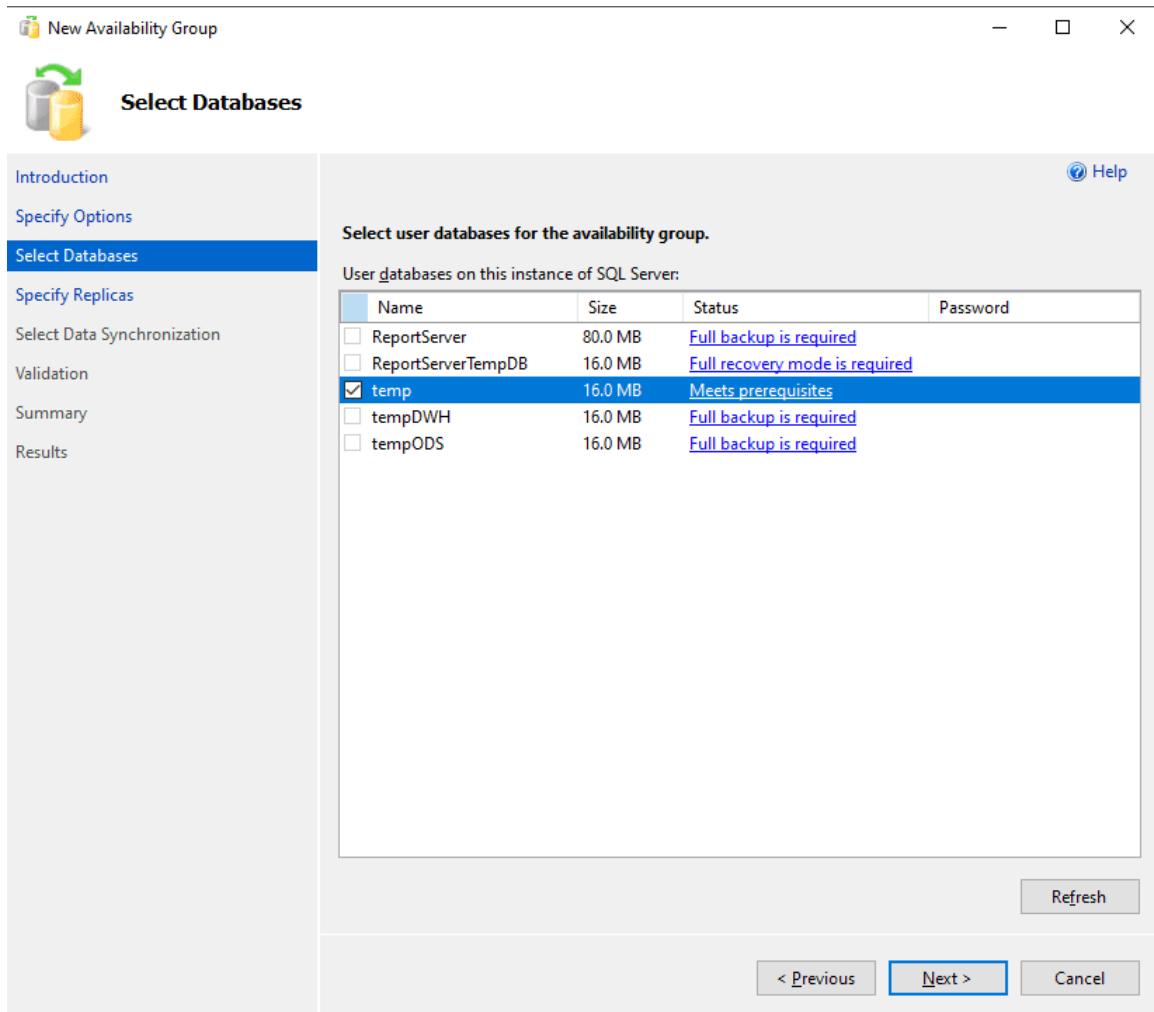 New Availability Group
Select Databases
Introduction
Specify Options
Select Databases
Specify Replicas
Select Data Synchronization
Validation
Summary
Results
Help
Select user databases for the availability group.
User databases on this instance of SQL Server:
Name Size Status Password
ReportServer 80.0 MB Full backup is required
ReportServerTempDB 16.0 MB Full recovery mode is required
temp 16.0 MB Meets prerequisites
tempDWH 16.0 MB Full backup is required
tempODS 16.0 MB Full backup is required
Refresh
< Previous Next > Cancel